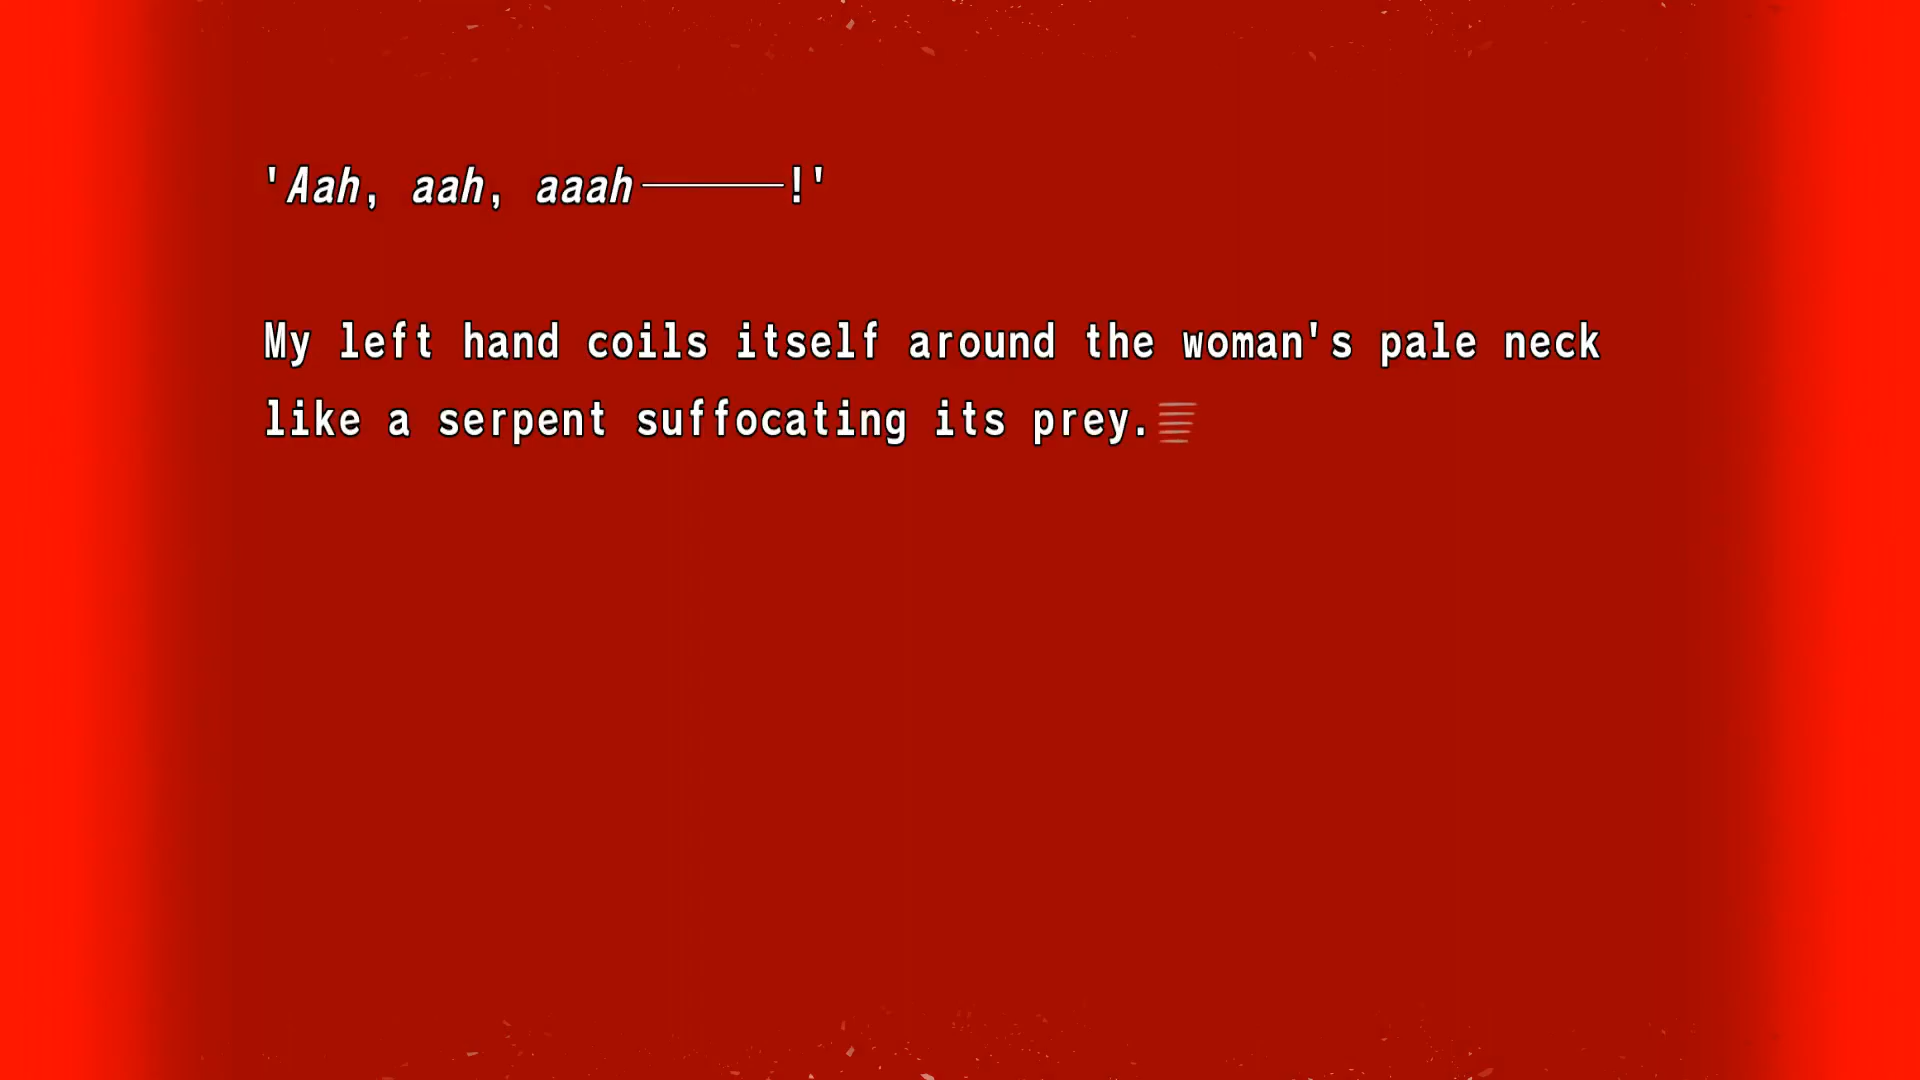 'Aah, aah, aaah———!'
My left hand coils itself around the woman's pale neck
like a serpent suffocating its prey.